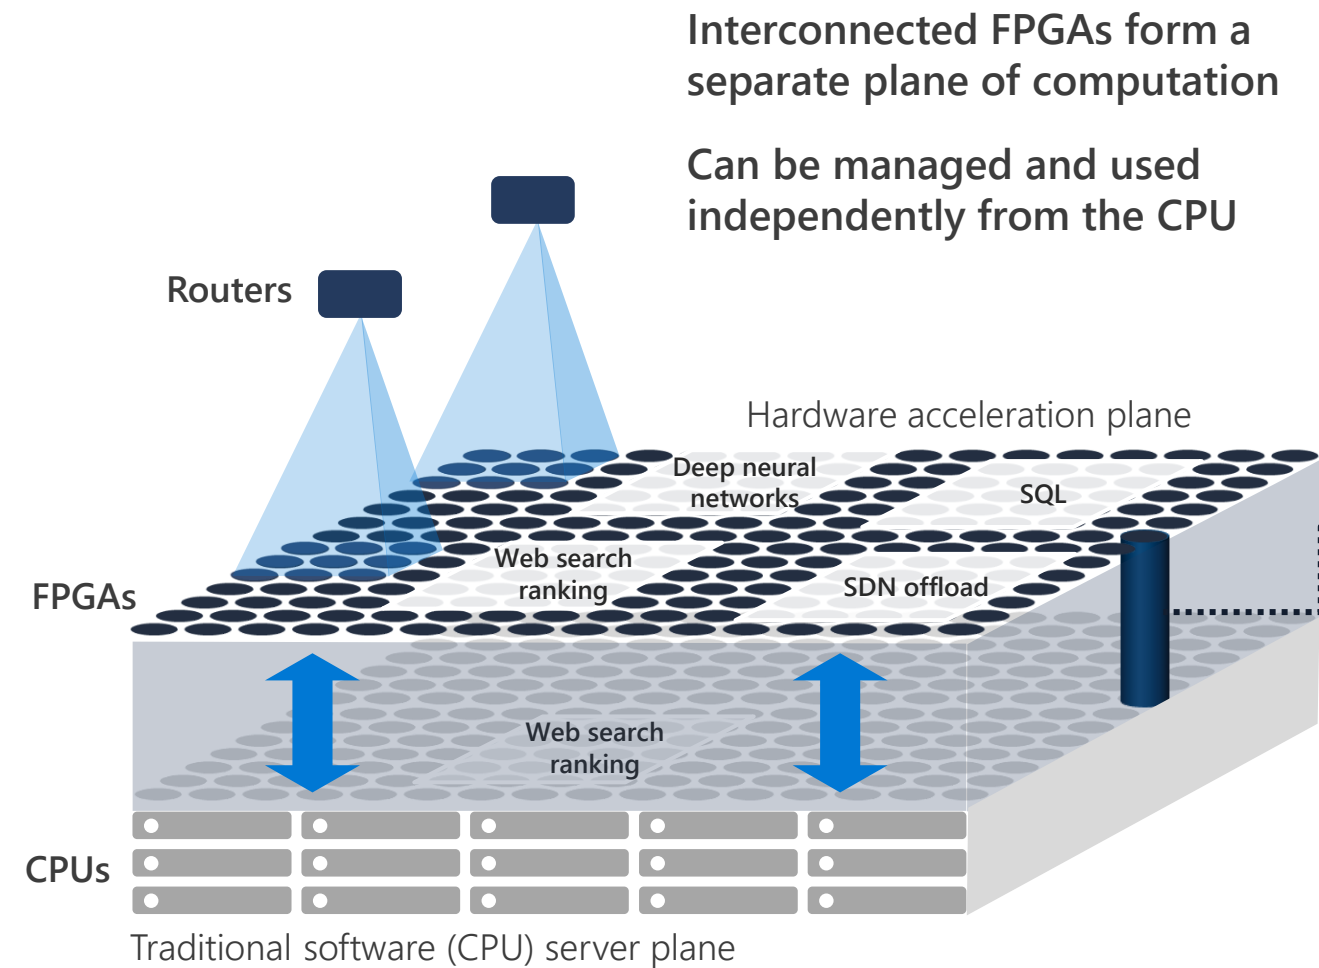 Interconnected FPGAs form a
separate plane of computation
Can be managed and used
independently from the CPU
Routers
Hardware acceleration plane
Deep neural
networks
SQL
Web search
ranking
SDN offload
FPGAs
Web search
ranking
CPUs
Traditional software (CPU) server plane